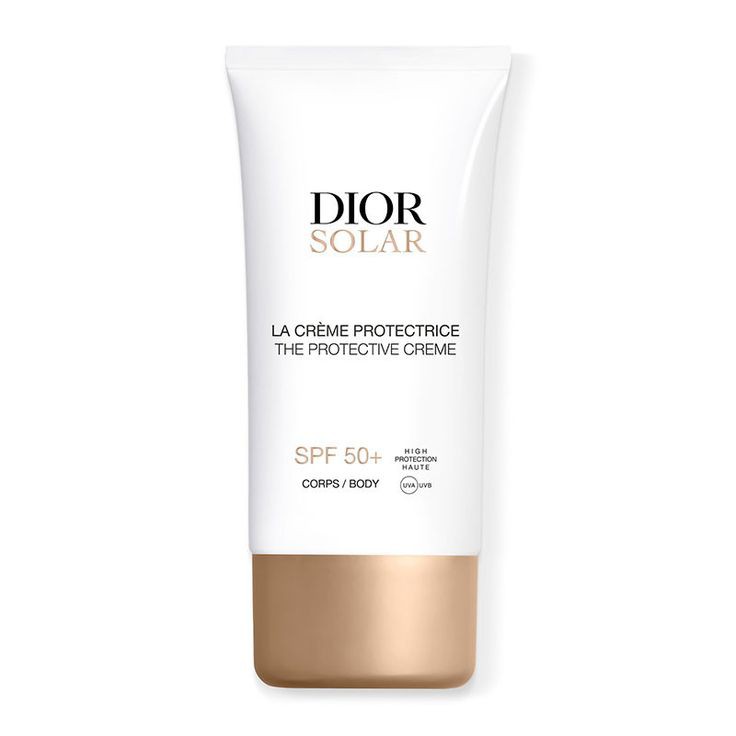 DIOR
SOLAR
LA CRÈME PROTECTRICE
THE PROTECTIVE CREME
SPF 50+
HIGH
PROTECTION
HAUTE
CORPS / BODY
UVA UVB